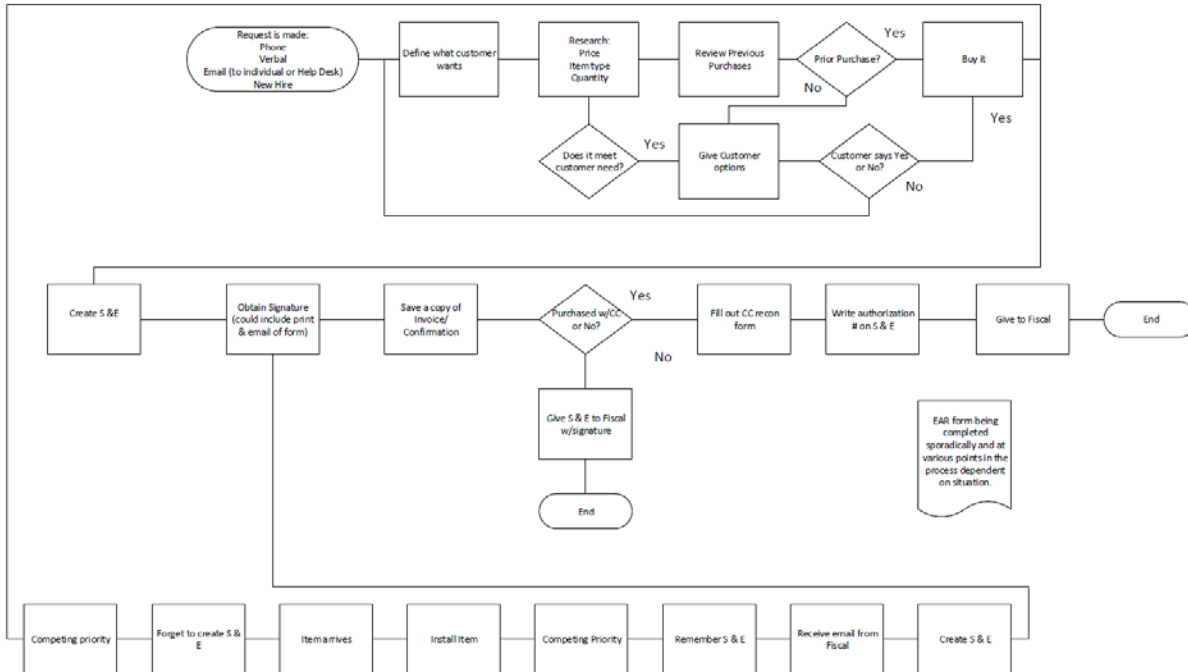 Request is made:
Phone
Verbal
Email (to individual or Help Desk)
New Hire
Define what customer
wants
Research:
Price
Item type
Quantity
Review Previous
Purchases
Prior Purchase?
Yes
Buy it
No
Yes
Does it meet
customer need?
Yes
Give Customer
options
Customer says Yes
or No?
No
Create S &E
Obtain Signature
(could include print
& email of form)
Save a copy of
Invoice/
Confirmation
Purchased w/CC
or No?
Yes
No
Fill out CC recon
form
Write authorization
# on S & E
Give to Fiscal
End
Give S & E to Fiscal
w/signature
End
EAR form being
completed
sporadically and at
various points in the
process dependent
on situation.
Competing priority
Forget to create S &
E
Item arrives
Install Item
Competing Priority
Remember S & E
Receive email from
Fiscal
Create S & E